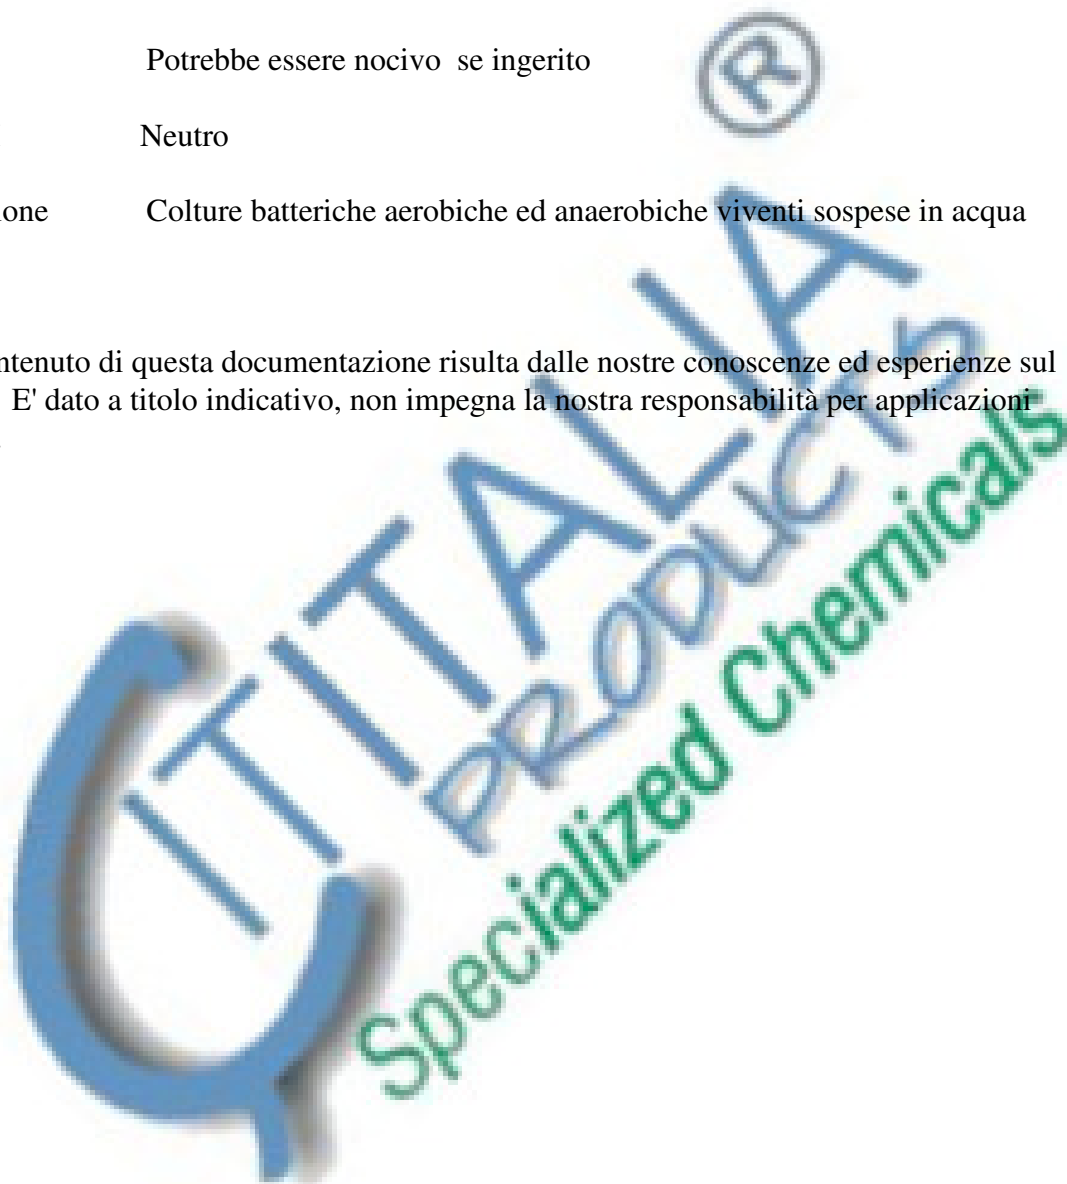 Potrebbe essere nocivo se ingerito
Neutro
ione Colture batteriche aerobiche ed anaerobiche viventi sospese in acqua
ntenuto di questa documentazione risulta dalle nostre conoscenze ed esperienze sul
E' dato a titolo indicativo, non impegna la nostra responsabilità per applicazioni
ITITALIA ®
PRODUCTS
Specialized Chemicals